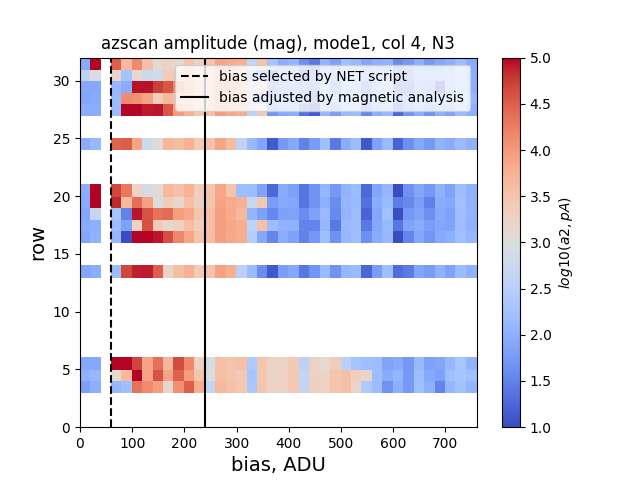 azscan amplitude (mag), mode1, col 4, N3
bias selected by NET script
bias adjusted by magnetic analysis
row
30
25
20
15
10
5
0
0 100 200 300 400 500 600 700
bias, ADU
5.0
4.5
4.0
3.5
3.0
2.5
2.0
1.5
1.0
log10(a2, pA)